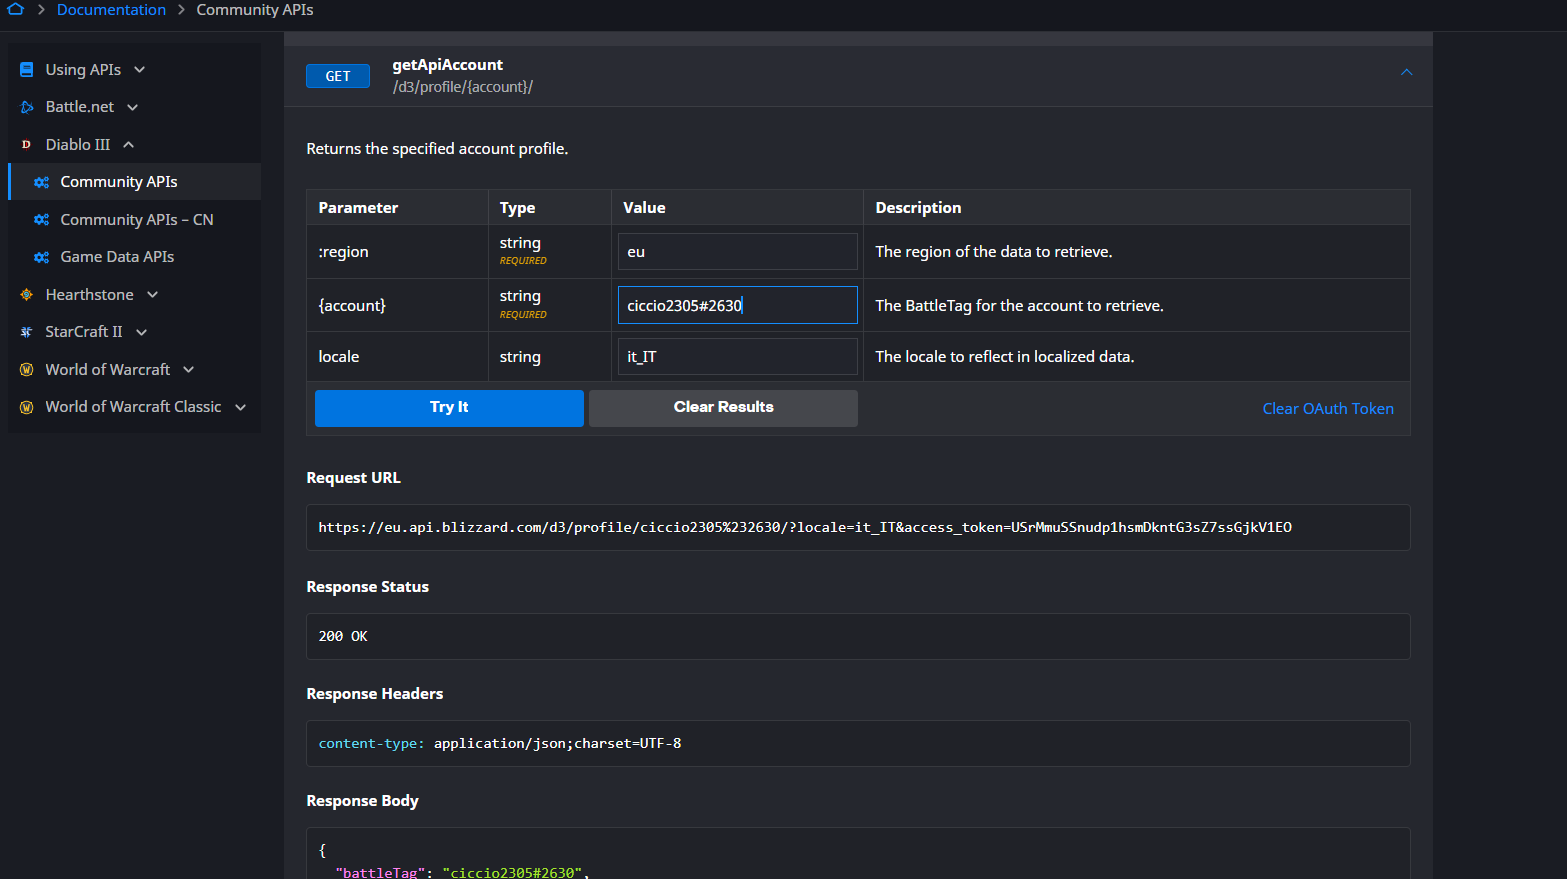 Documentation > Community APIs
Using APIs
Battle.net
Diablo III
Community APIs
Community APIs – CN
Game Data APIs
Hearthstone
StarCraft II
World of Warcraft
World of Warcraft Classic
GET
getApiAccount
/d3/profile/{account}/
Returns the specified account profile.
Parameter Type Value Description
:region string REQUIRED eu The region of the data to retrieve.
{account} string REQUIRED ciccio2305#2630 The BattleTag for the account to retrieve.
locale string it_IT The locale to reflect in localized data.
Try It Clear Results Clear OAuth Token
Request URL
https://eu.api.blizzard.com/d3/profile/ciccio2305%232630/?locale=it_IT&access_token=USrMmuSSnudp1hsmDkntG3sZ7ssGjkV1EO
Response Status
200 OK
Response Headers
content-type: application/json;charset=UTF-8
Response Body
{
"battleTag": "ciccio2305#2630",